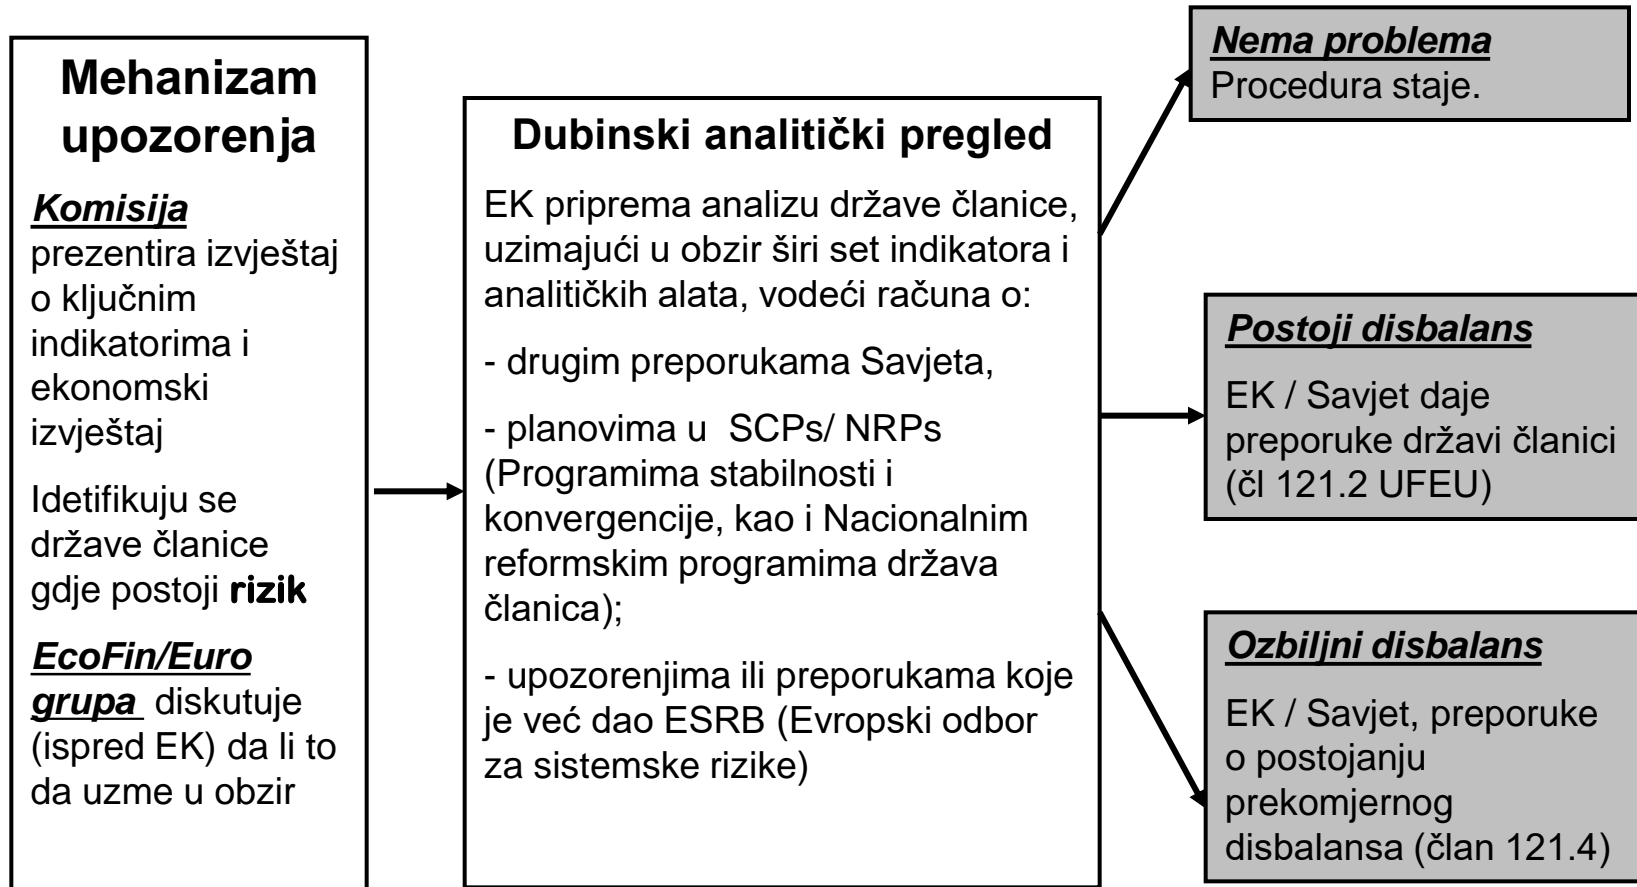 Mehanizam
upozorenja
Komisija
prezentira izvještaj
o ključnim
indikatorima i
ekonomski
izvještaj
Idetifikuju se
države članice
gdje postoji rizik
EcoFin/Euro
grupa diskutuje
(ispred EK) da li to
da uzme u obzir
Dubinski analitički pregled
EK priprema analizu države članice,
uzimajući u obzir širi set indikatora i
analitičkih alata, vodeći računa o:
- drugim preporukama Savjeta,
- planovima u SCPs/ NRPs
(Programima stabilnosti i
konvergencije, kao i Nacionalnim
reformskim programima država
članica);
- upozorenjima ili preporukama koje
je već dao ESRB (Evropski odbor
za sistemske rizike)
Nema problema
Procedura staje.
Postoji disbalans
EK / Savjet daje
preporuke državi članici
(čl 121.2 UFEU)
Ozbiljni disbalans
EK / Savjet, preporuke
o postojanju
prekomjernog
disbalansa (član 121.4)